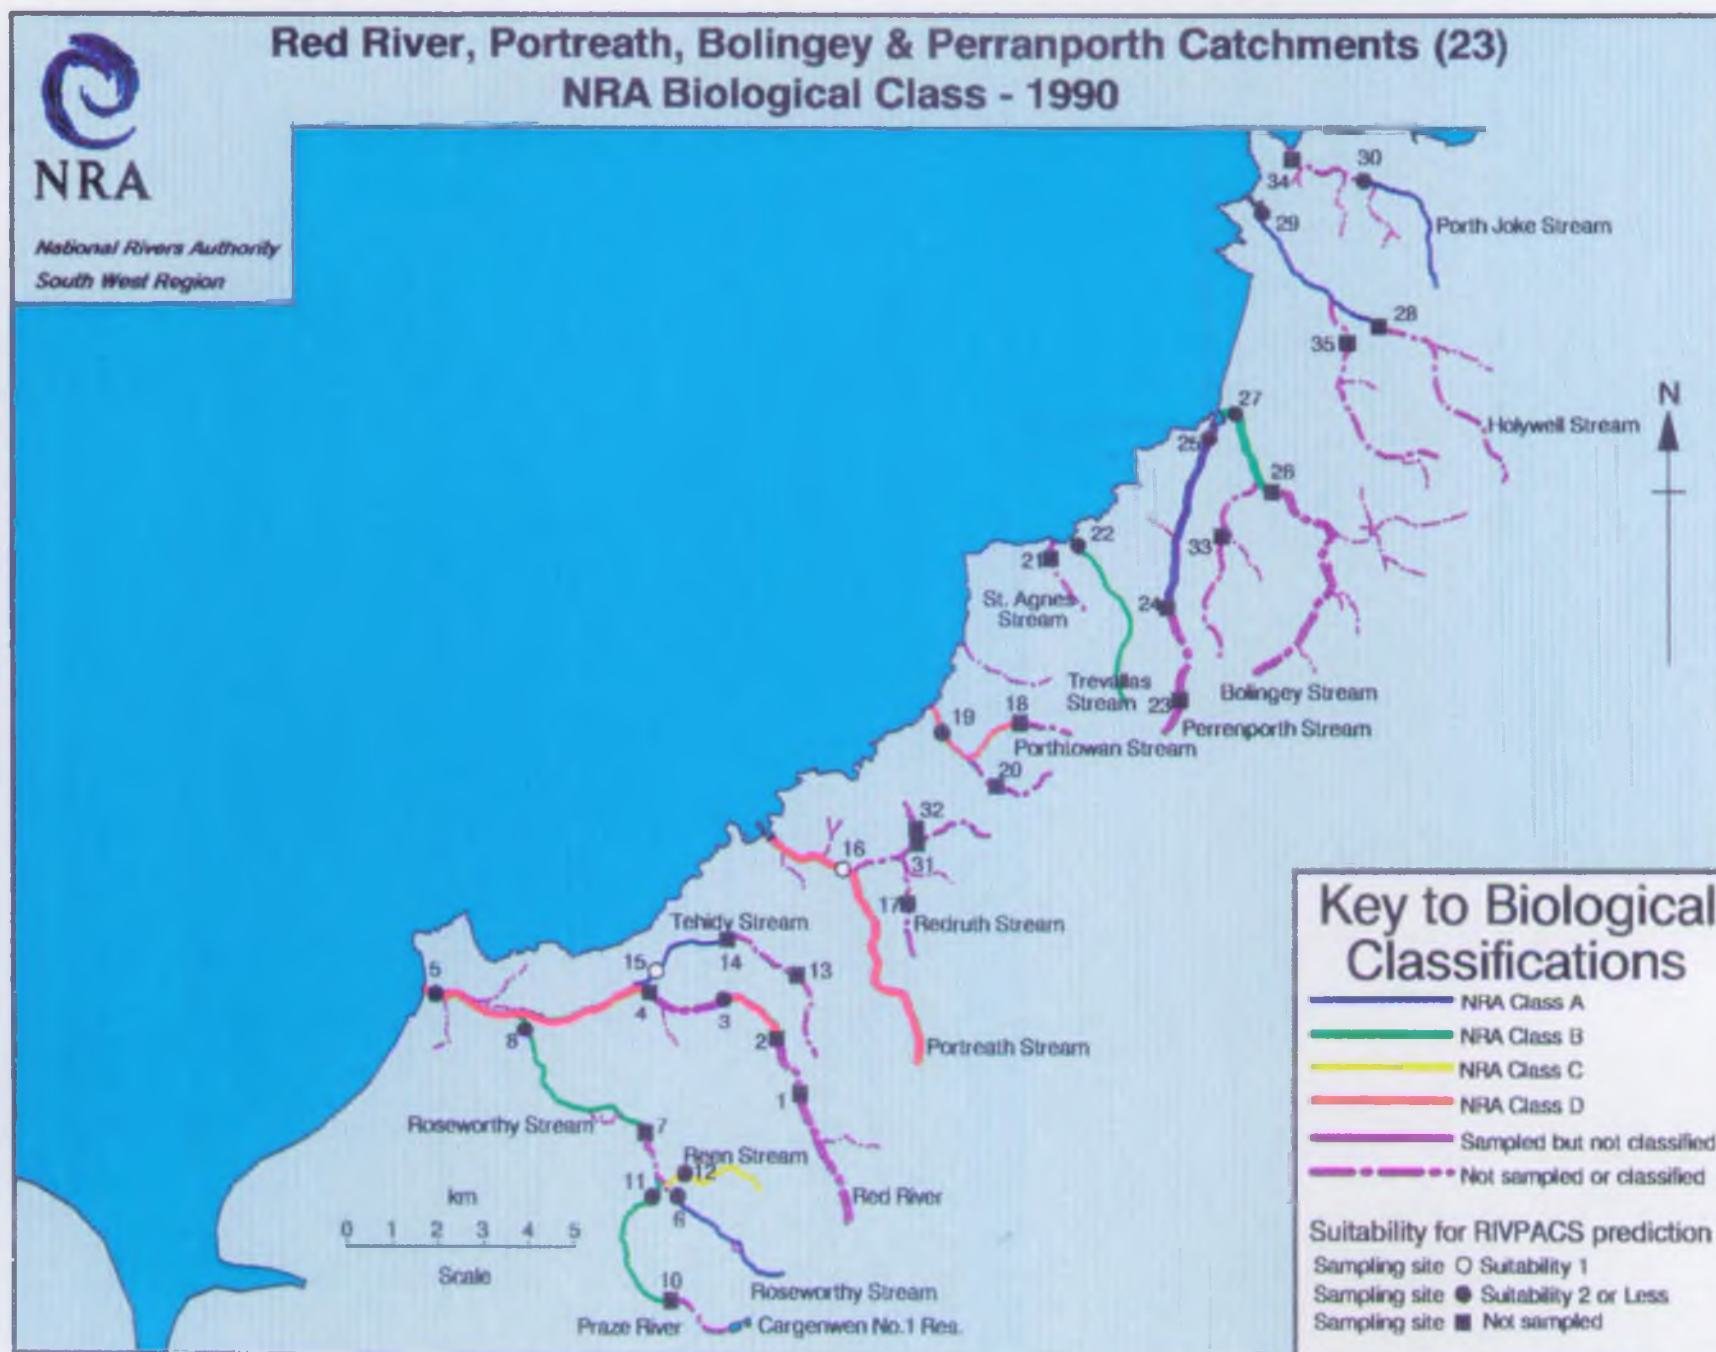 Red River, Portreath, Bolingey & Perranporth Catchments (23)
NRA Biological Class - 1990
NRA
National Rivers Authority
South West Region
34
30
29
Porth Joke Stream
28
35
N
27
Holywell Stream
25
26
22
21
33
St. Agnes
Stream
24
Trevallas
Stream
Bolingey Stream
23
Perrenporth Stream
19
18
Porthtowan Stream
20
32
16
31
17
Redruth Stream
Tehidy Stream
15
14
13
5
4
3
2
8
Portreath Stream
1
Roseworthy Stream
7
Reen Stream
12
11
6
Red River
km
0 1 2 3 4 5
Scale
10
Roseworthy Stream
Praze River
Cargenwen No.1 Res.
Key to Biological
Classifications
NRA Class A
NRA Class B
NRA Class C
NRA Class D
Sampled but not classified
Not sampled or classified
Suitability for RIVPACS prediction
Sampling site Suitability 1
Sampling site Suitability 2 or Less
Sampling site Not sampled